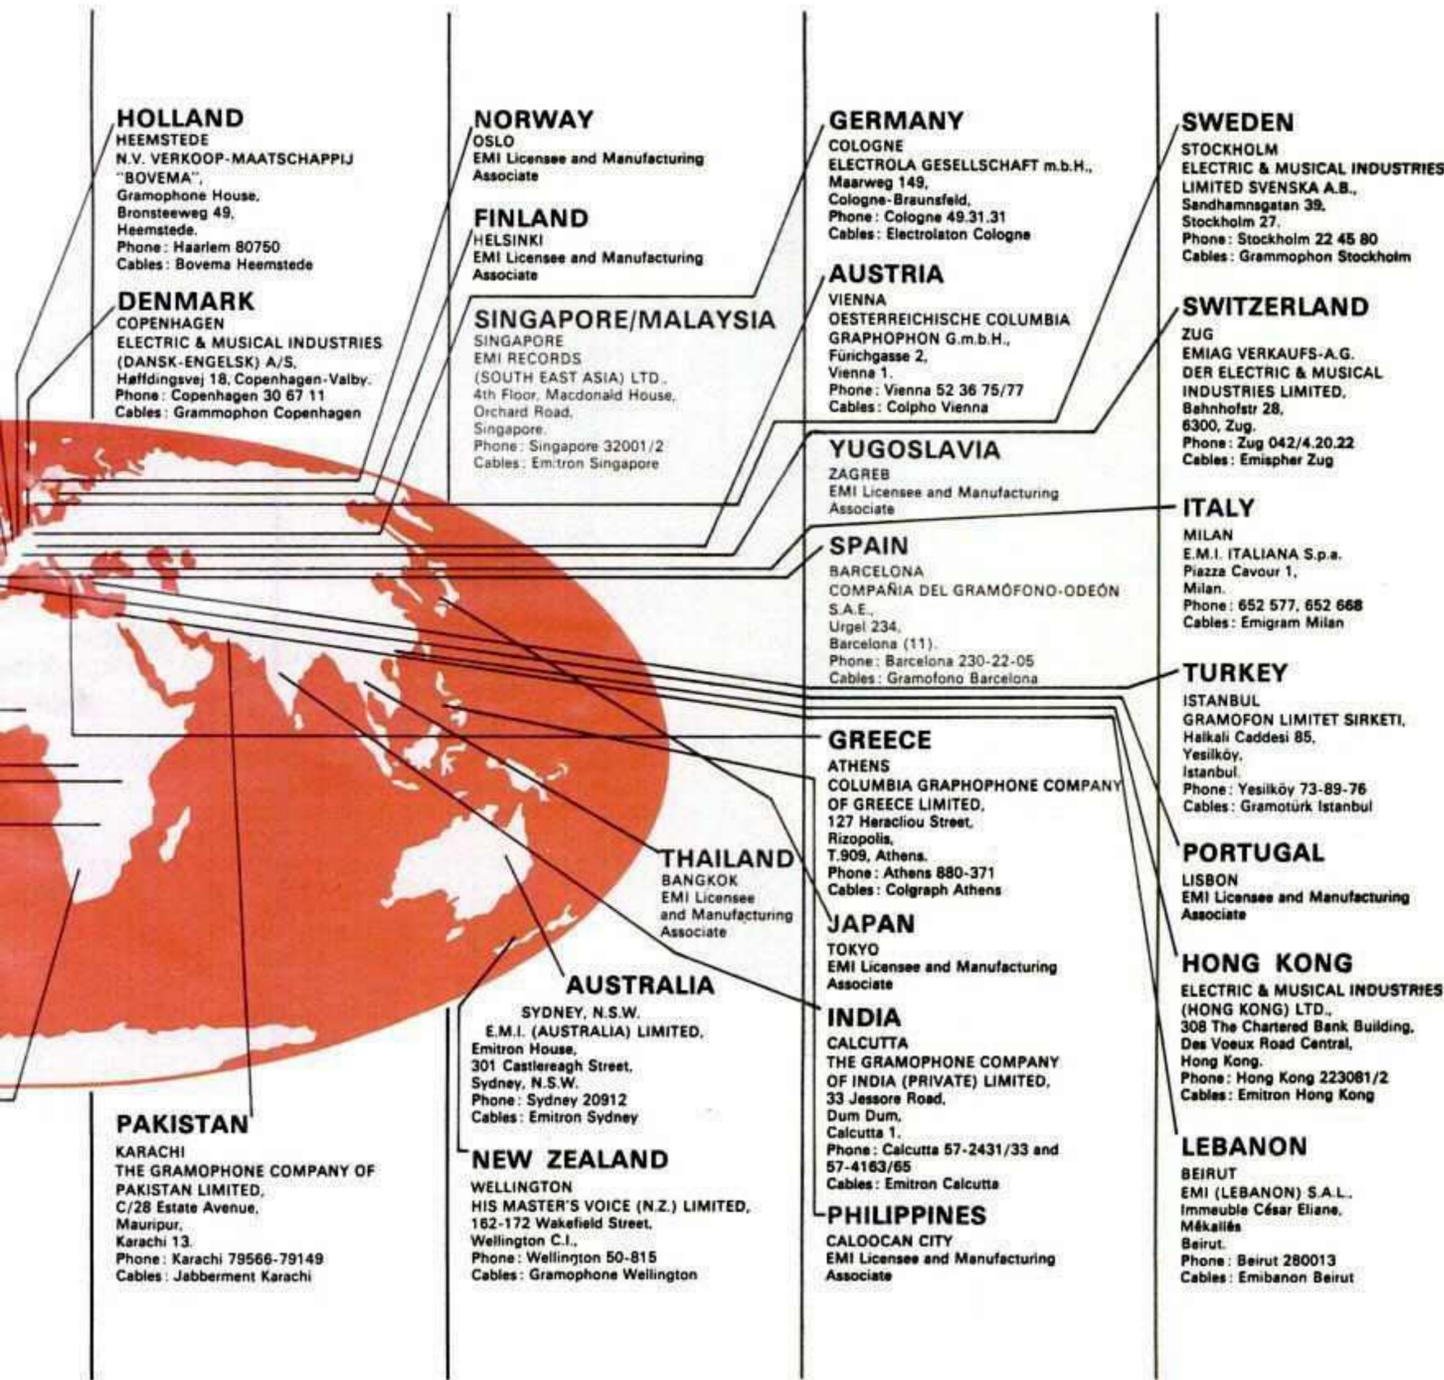 HOLLAND
HEEMSTEDE
N.V. VERKOOP-MAATSCHAPPIJ
"BOVEMA",
Gramophone House,
Bronsteeweg 49,
Heemstede.
Phone: Haarlem 80750
Cables: Bovema Heemstede
DENMARK
COPENHAGEN
ELECTRIC & MUSICAL INDUSTRIES
(DANSK-ENGELSK) A/S,
Høffdingsvej 18, Copenhagen-Valby.
Phone: Copenhagen 30 67 11
Cables: Grammophon Copenhagen
PAKISTAN
KARACHI
THE GRAMOPHONE COMPANY OF
PAKISTAN LIMITED,
C/28 Estate Avenue,
Mauripur,
Karachi 13.
Phone: Karachi 79566-79149
Cables: Jabberment Karachi
NORWAY
OSLO
EMI Licensee and Manufacturing
Associate
FINLAND
HELSINKI
EMI Licensee and Manufacturing
Associate
SINGAPORE/MALAYSIA
SINGAPORE
EMI RECORDS
(SOUTH EAST ASIA) LTD.,
4th Floor, Macdonald House,
Orchard Road,
Singapore.
Phone: Singapore 32001/2
Cables: Emitron Singapore
THAILAND
BANGKOK
EMI Licensee
and Manufacturing
Associate
AUSTRALIA
SYDNEY, N.S.W.
E.M.I. (AUSTRALIA) LIMITED,
Emitron House,
301 Castlereagh Street,
Sydney, N.S.W.
Phone: Sydney 20912
Cables: Emitron Sydney
NEW ZEALAND
WELLINGTON
HIS MASTER'S VOICE (N.Z.) LIMITED,
162-172 Wakefield Street,
Wellington C.I.,
Phone: Wellington 50-815
Cables: Gramophone Wellington
GERMANY
COLOGNE
ELECTROLA GESELLSCHAFT m.b.H.,
Maarweg 149,
Cologne-Braunsfeld,
Phone: Cologne 49.31.31
Cables: Electrolaton Cologne
AUSTRIA
VIENNA
OESTERREICHISCHE COLUMBIA
GRAPHOPHON G.m.b.H.,
Fürichgasse 2,
Vienna 1.
Phone: Vienna 52 36 75/77
Cables: Colpho Vienna
YUGOSLAVIA
ZAGREB
EMI Licensee and Manufacturing
Associate
SPAIN
BARCELONA
COMPAÑIA DEL GRAMÓFONO-ODEÓN
S.A.E.,
Urgel 234,
Barcelona (11).
Phone: Barcelona 230-22-05
Cables: Gramofono Barcelona
GREECE
ATHENS
COLUMBIA GRAPHOPHONE COMPANY
OF GREECE LIMITED,
127 Heracliou Street,
Rizopolis,
T.909, Athens.
Phone: Athens 880-371
Cables: Colgraph Athens
JAPAN
TOKYO
EMI Licensee and Manufacturing
Associate
INDIA
CALCUTTA
THE GRAMOPHONE COMPANY
OF INDIA (PRIVATE) LIMITED,
33 Jessore Road,
Dum Dum,
Calcutta 1.
Phone: Calcutta 57-2431/33 and
57-4163/65
Cables: Emitron Calcutta
PHILIPPINES
CALOOCAN CITY
EMI Licensee and Manufacturing
Associate
SWEDEN
STOCKHOLM
ELECTRIC & MUSICAL INDUSTRIES
LIMITED SVENSKA A.B.,
Sandhamnsgatan 39,
Stockholm 27.
Phone: Stockholm 22 45 80
Cables: Grammophon Stockholm
SWITZERLAND
ZUG
EMIAG VERKAUFS-A.G.
DER ELECTRIC & MUSICAL
INDUSTRIES LIMITED,
Bahnhofstr 28,
6300, Zug.
Phone: Zug 042/4.20.22
Cables: Emispher Zug
ITALY
MILAN
E.M.I. ITALIANA S.p.a.
Piazza Cavour 1,
Milan.
Phone: 652 577, 652 668
Cables: Emigram Milan
TURKEY
ISTANBUL
GRAMOFON LIMITET SIRKETI,
Halkali Caddesi 85,
Yesilköy,
Istanbul.
Phone: Yesilköy 73-89-76
Cables: Gramotürk Istanbul
PORTUGAL
LISBON
EMI Licensee and Manufacturing
Associate
HONG KONG
ELECTRIC & MUSICAL INDUSTRIES
(HONG KONG) LTD.,
308 The Chartered Bank Building,
Des Voeux Road Central,
Hong Kong.
Phone: Hong Kong 223081/2
Cables: Emitron Hong Kong
LEBANON
BEIRUT
EMI (LEBANON) S.A.L.,
Immeuble César Eliane,
Mékallés
Beirut.
Phone: Beirut 280013
Cables: Emibanon Beirut